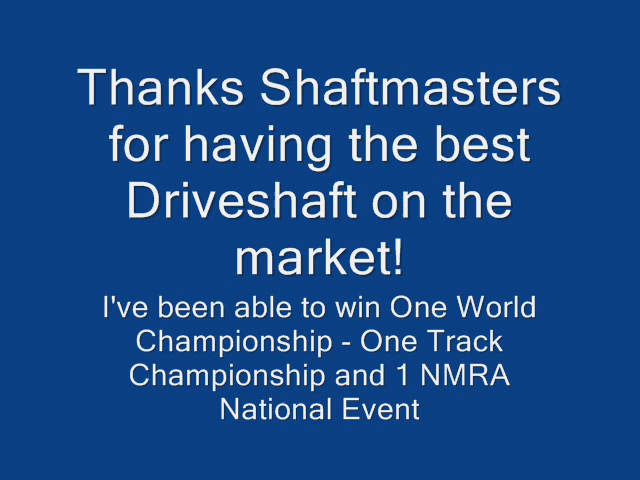 Thanks Shaftmasters
for having the best
Driveshaft on the
market!
I've been able to win One World
Championship - One Track
Championship and 1 NMRA
National Event